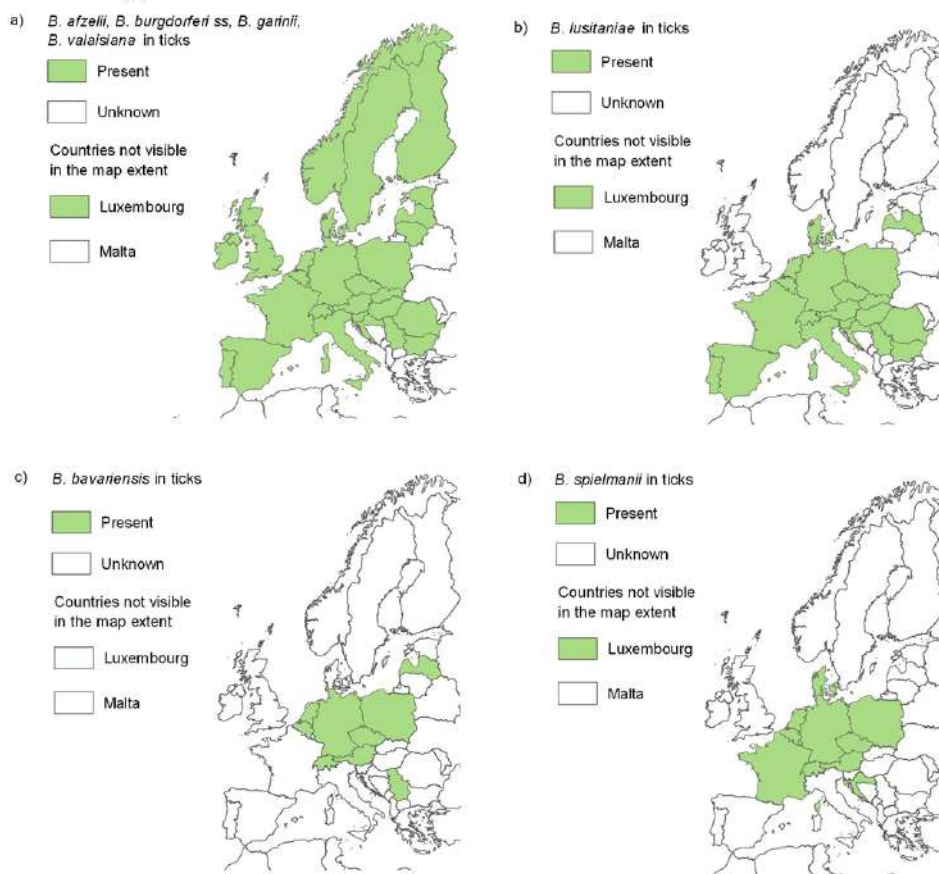 a) B. afzelii, B. burgdorferi ss, B. garinii,
B. valaisiana in ticks
Present
Unknown
Countries not visible
in the map extent
Luxembourg
Malta
b) B. lusitaniae in ticks
Present
Unknown
Countries not visible
in the map extent
Luxembourg
Malta
c) B. bavariensis in ticks
Present
Unknown
Countries not visible
in the map extent
Luxembourg
Malta
d) B. spielmanii in ticks
Present
Unknown
Countries not visible
in the map extent
Luxembourg
Malta